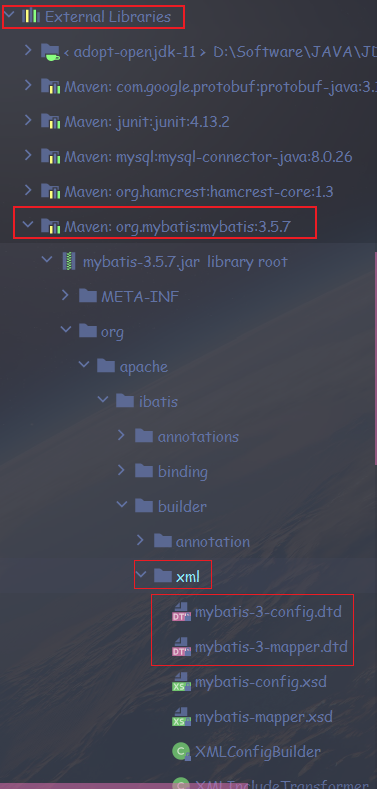 External Libraries
< adopt-openjdk-11 > D:\Software\JAVA\JD
Maven: com.google.protobuf:protobuf-java:3.
Maven: junit:junit:4.13.2
Maven: mysql:mysql-connector-java:8.0.26
Maven: org.hamcrest:hamcrest-core:1.3
Maven: org.mybatis:mybatis:3.5.7
mybatis-3.5.7.jar library root
META-INF
org
apache
ibatis
annotations
binding
builder
annotation
xml
mybatis-3-config.dtd
mybatis-3-mapper.dtd
mybatis-config.xsd
mybatis-mapper.xsd
XMLConfigBuilder
XMLIncludeTransformer